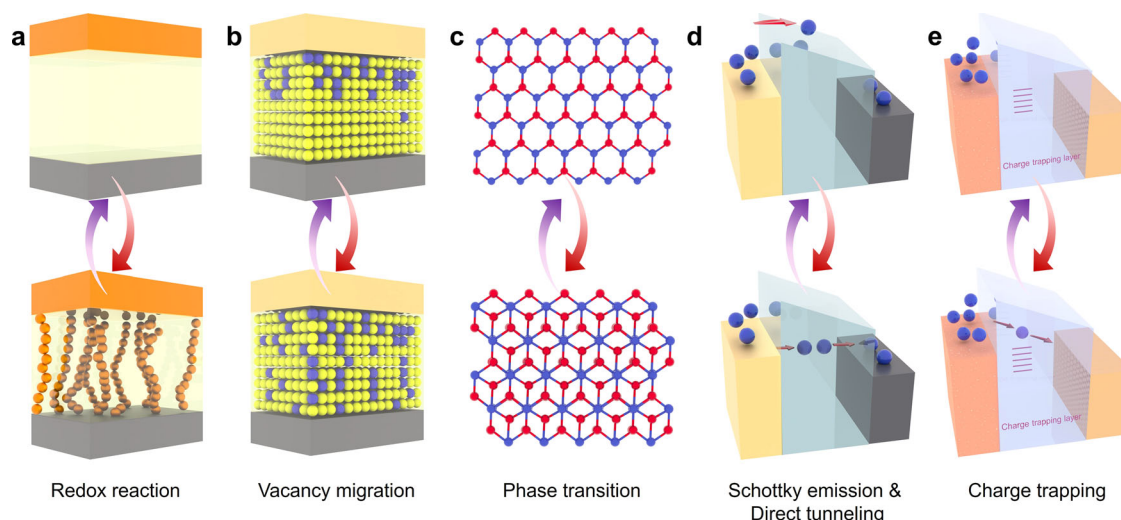 a
b
c
d
e
Charge trapping layer
Charge trapping layer
Redox reaction
Vacancy migration
Phase transition
Schottky emission &
Direct tunneling
Charge trapping